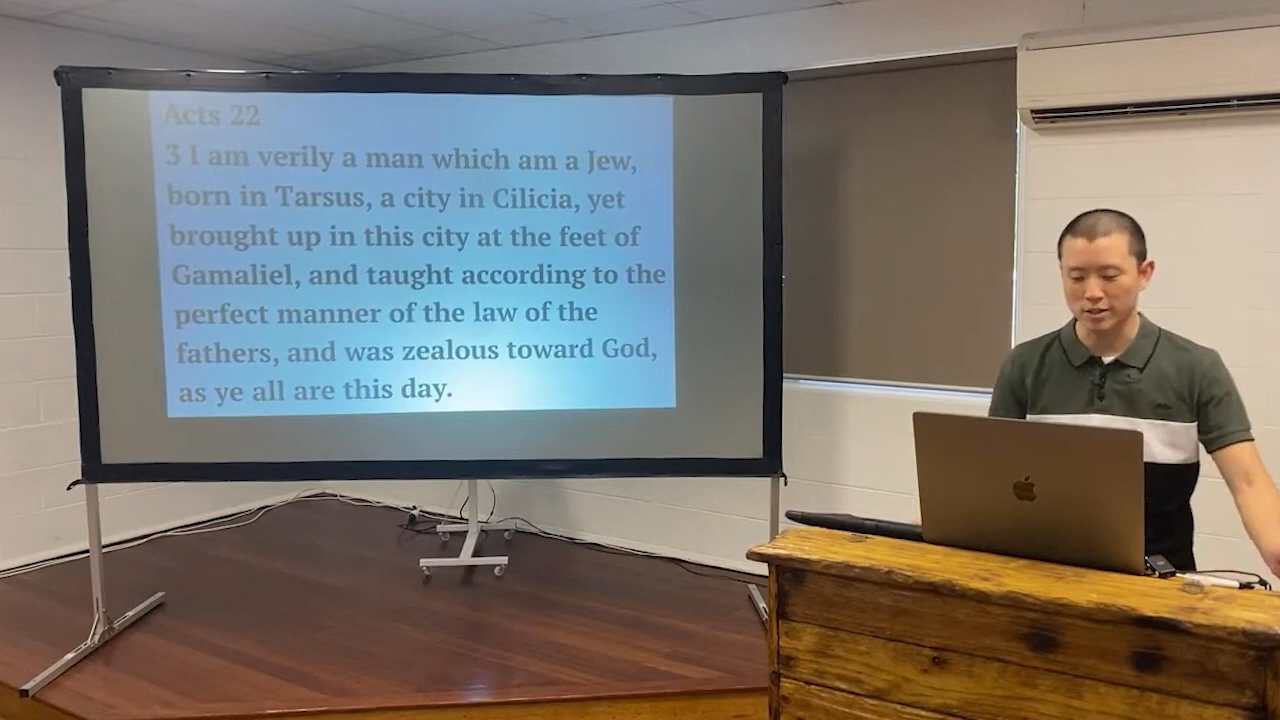 Acts 22
3 I am verily a man which am a Jew,
born in Tarsus, a city in Cilicia, yet
brought up in this city at the feet of
Gamaliel, and taught according to the
perfect manner of the law of the
fathers, and was zealous toward God,
as ye all are this day.